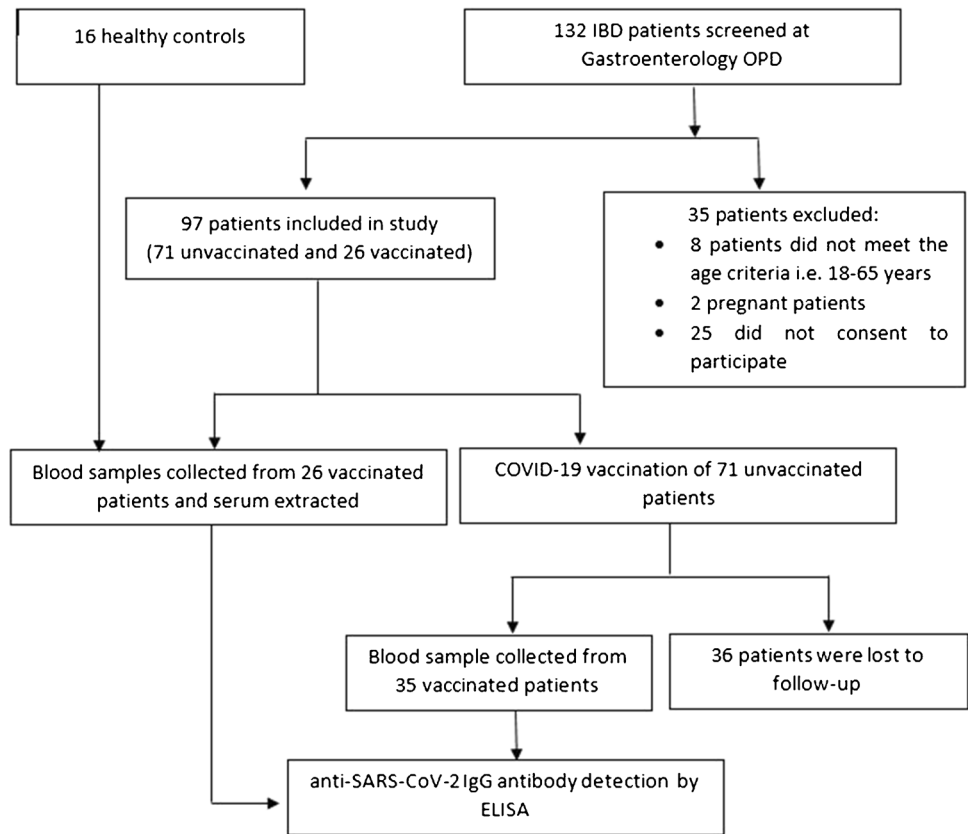 16 healthy controls
132 IBD patients screened at
Gastroenterology OPD
97 patients included in study
(71 unvaccinated and 26 vaccinated)
35 patients excluded:
• 8 patients did not meet the
age criteria i.e. 18-65 years
• 2 pregnant patients
• 25 did not consent to
participate
Blood samples collected from 26 vaccinated
patients and serum extracted
COVID-19 vaccination of 71 unvaccinated
patients
Blood sample collected from
35 vaccinated patients
36 patients were lost to
follow-up
anti-SARS-CoV-2 IgG antibody detection by
ELISA